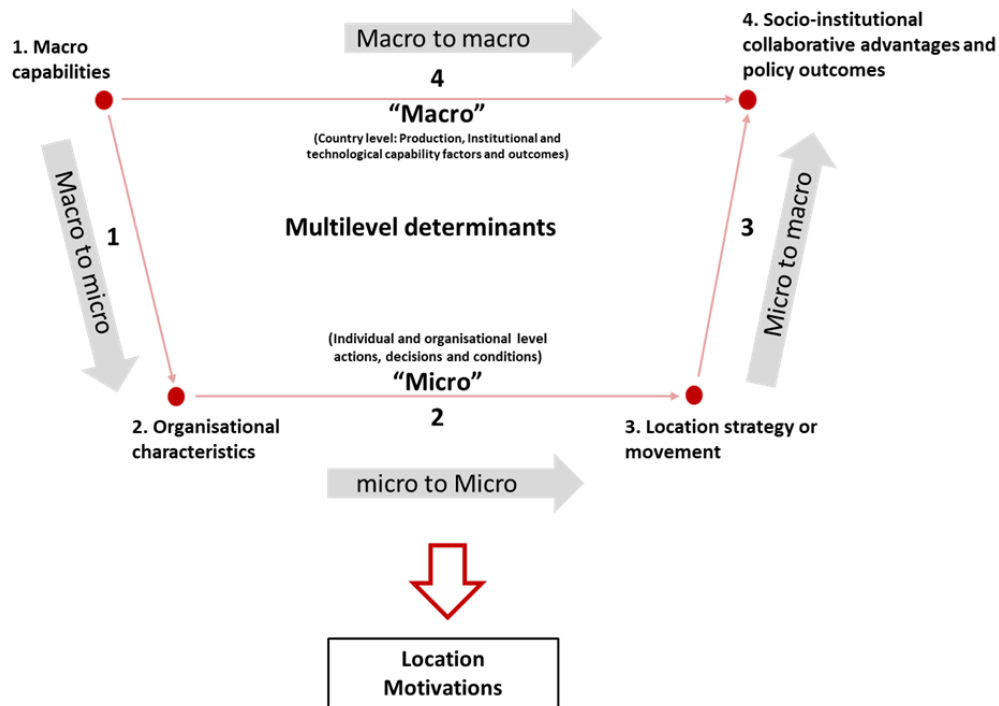 1. Macro
capabilities
Macro to macro
4. Socio-institutional
collaborative advantages and
policy outcomes
4
“Macro”
(Country level: Production, Institutional and
technological capability factors and outcomes)
Macro to micro
1
Multilevel determinants
3
Micro to macro
(Individual and organisational level
actions, decisions and conditions)
“Micro”
2
2. Organisational
characteristics
3. Location strategy or
movement
micro to Micro
Location
Motivations